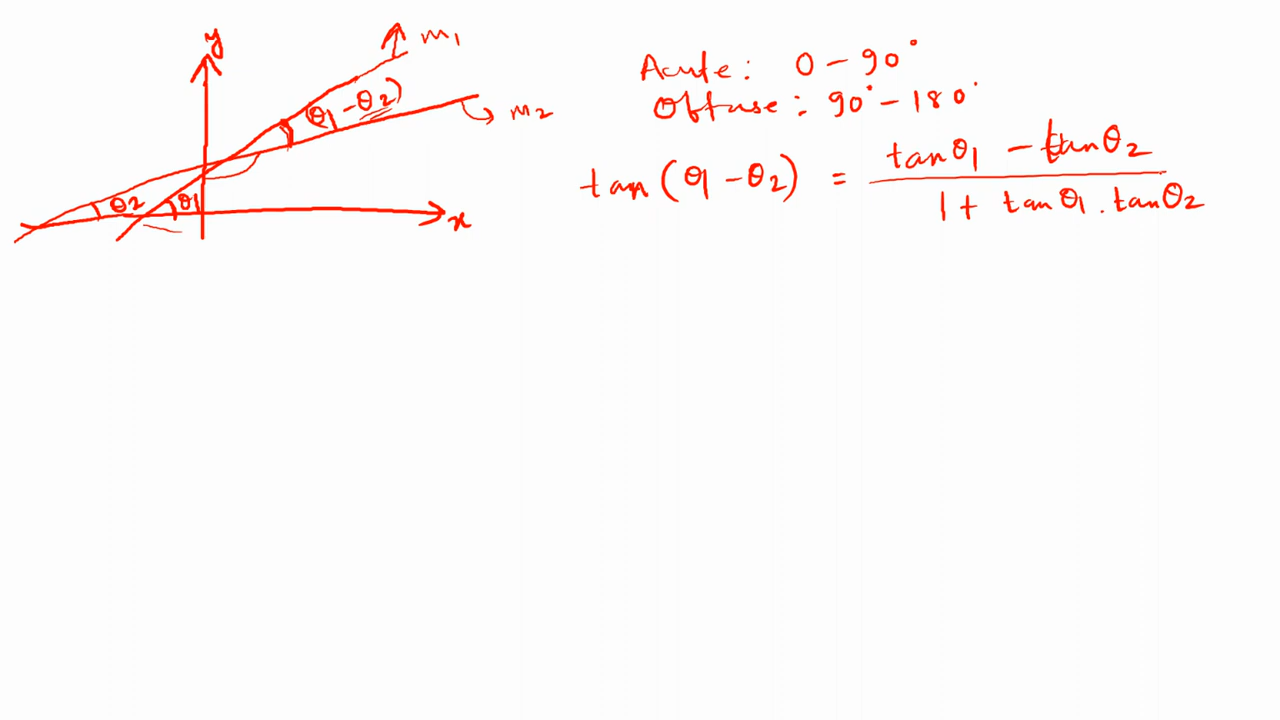 y
m₁
(θ₁ - θ₂)
m₂
θ₂ θ₁
x
Acute : 0 - 90°
Obtuse : 90° - 180°
tan (θ₁ - θ₂) = (tanθ₁ - tanθ₂) / (1 + tanθ₁ . tanθ₂)